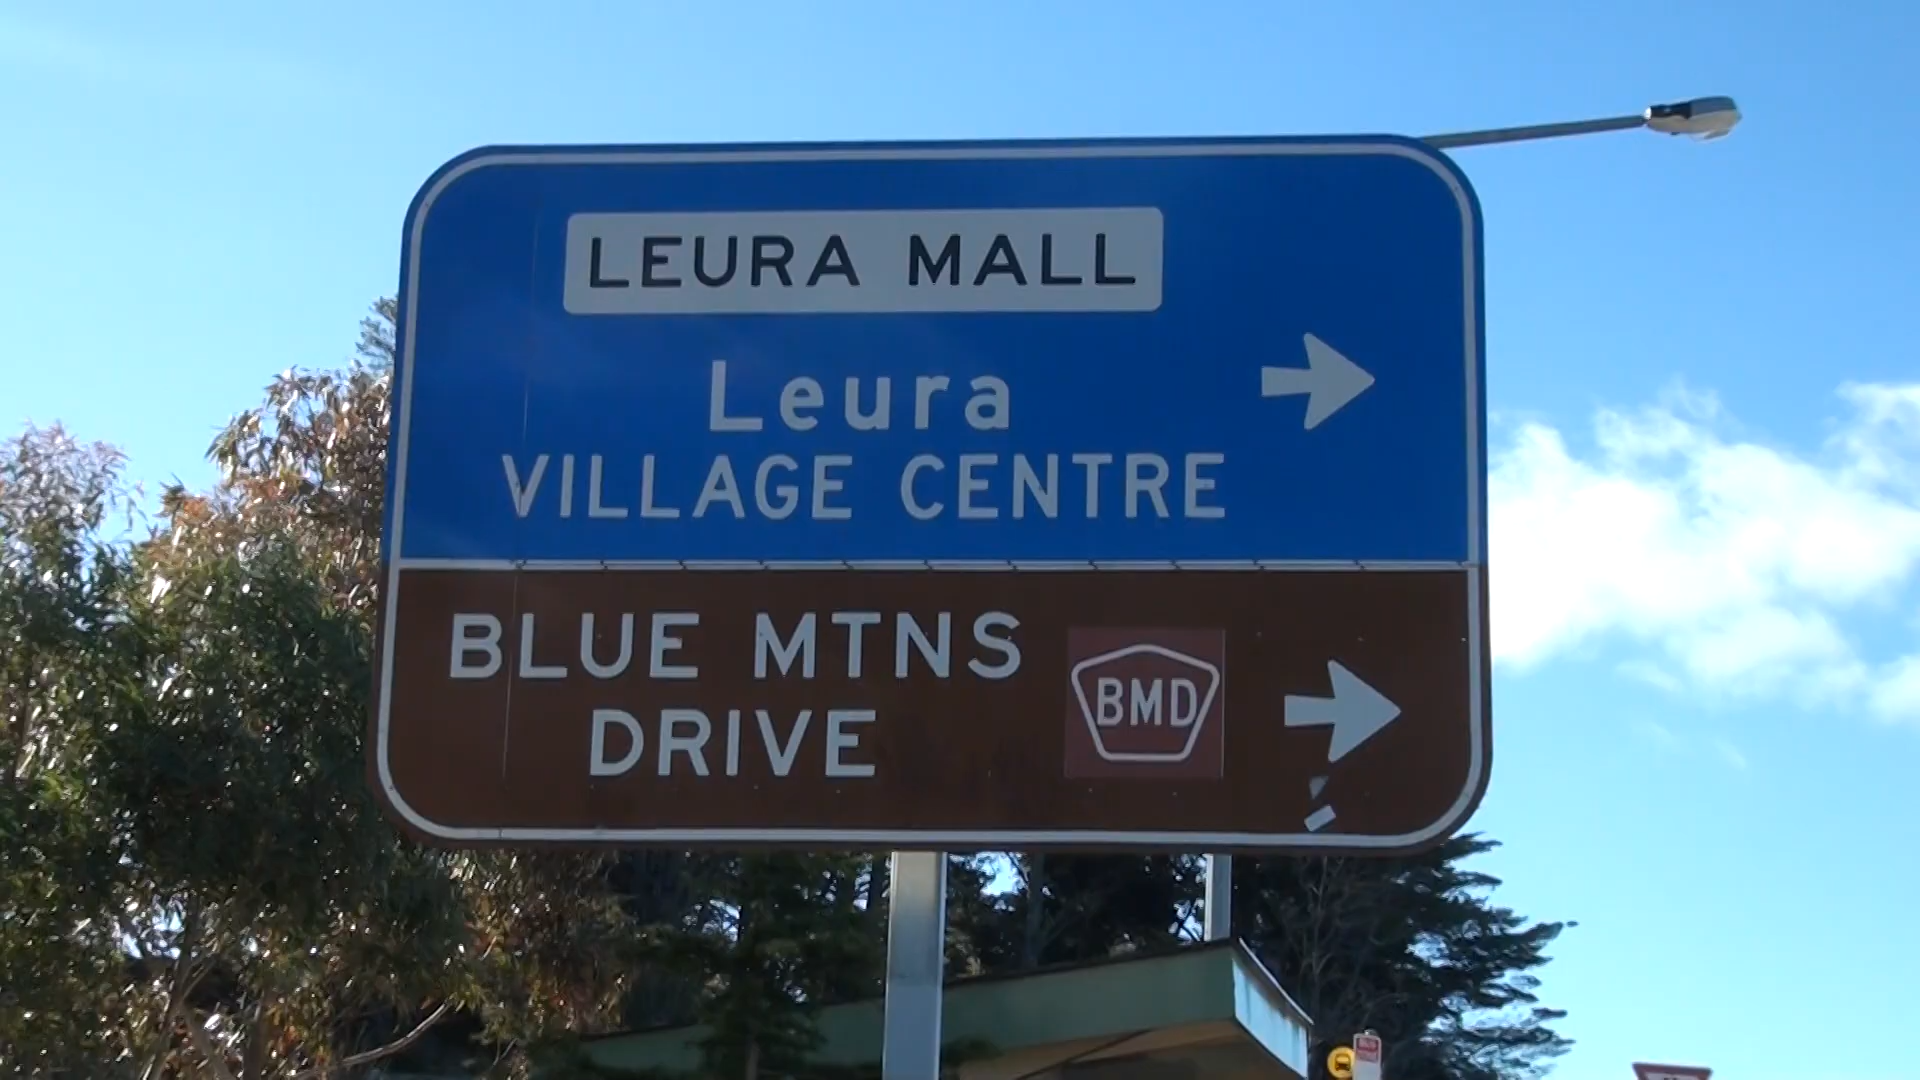 LEURA MALL
Leura
VILLAGE CENTRE
BLUE MTNS
DRIVE
BMD